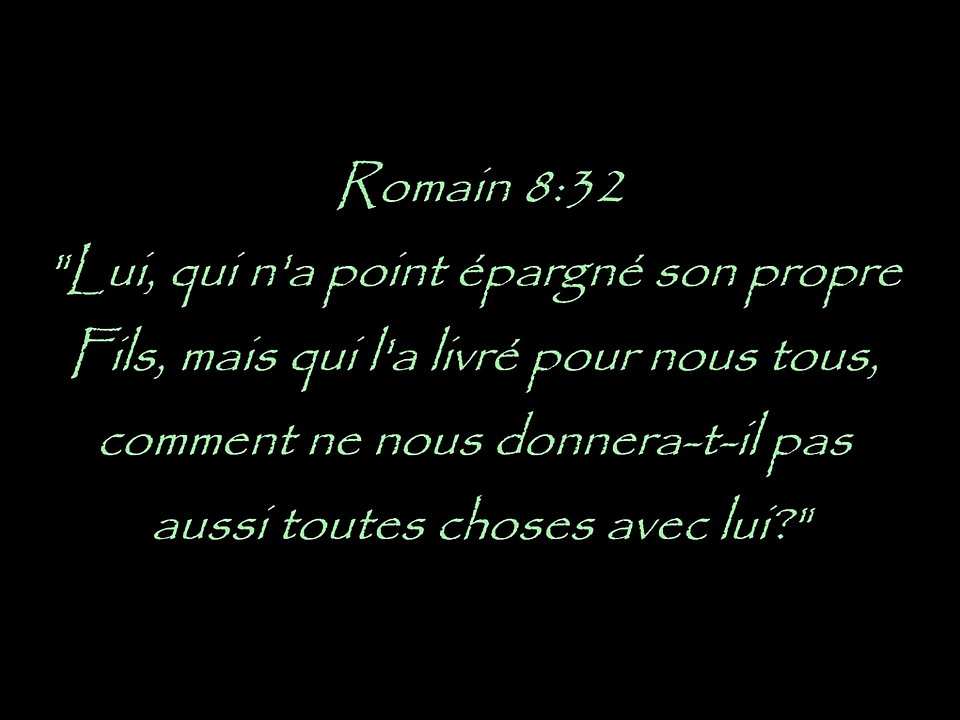 Romain 8:32
"Lui, qui n'a point épargné son propre
Fils, mais qui l'a livré pour nous tous,
comment ne nous donnera-t-il pas
aussi toutes choses avec lui?"